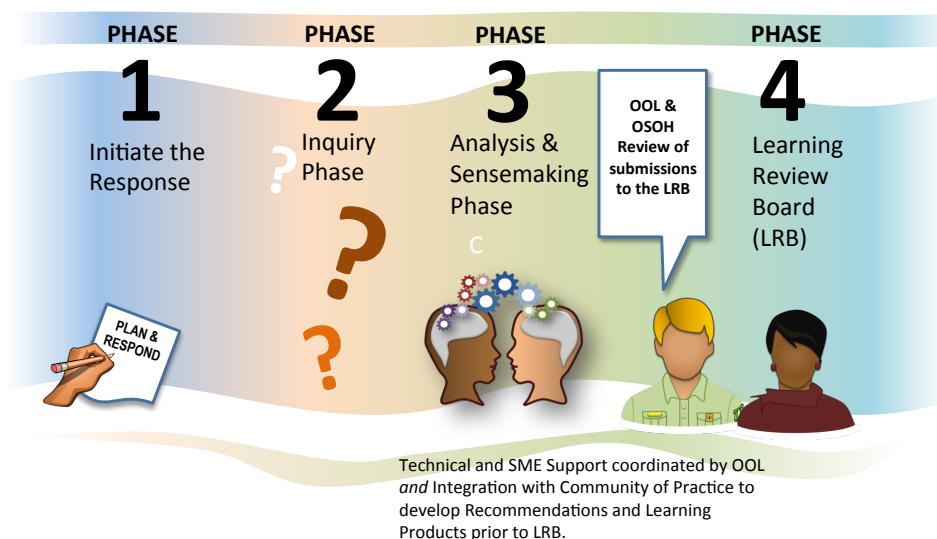 PHASE
1
Initiate the
Response
PLAN &
RESPOND
PHASE
2
Inquiry
Phase
?
?
?
PHASE
3
Analysis &
Sensemaking
Phase
C
OOL &
OSOH
Review of
submissions
to the LRB
PHASE
4
Learning
Review
Board
(LRB)
Technical and SME Support coordinated by OOL
and Integration with Community of Practice to
develop Recommendations and Learning
Products prior to LRB.